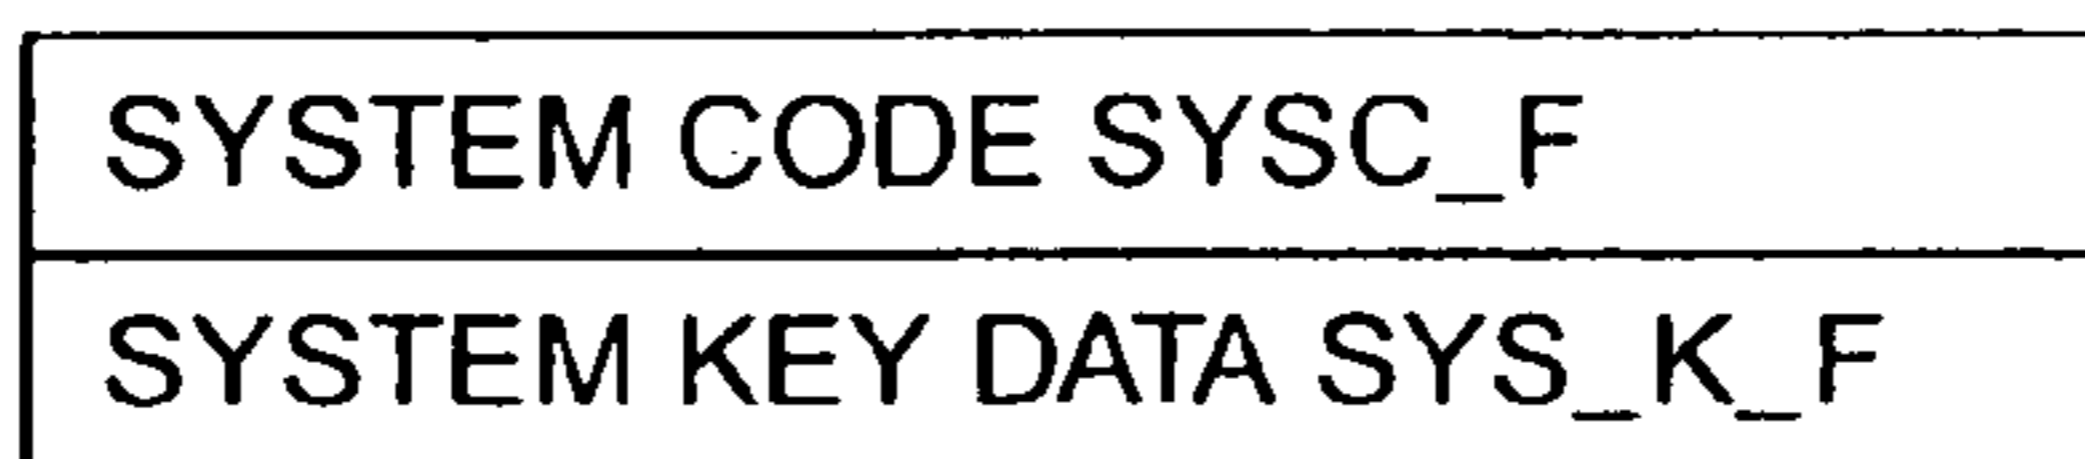 SYSTEM CODE SYSC_F
SYSTEM KEY DATA SYS_K_F